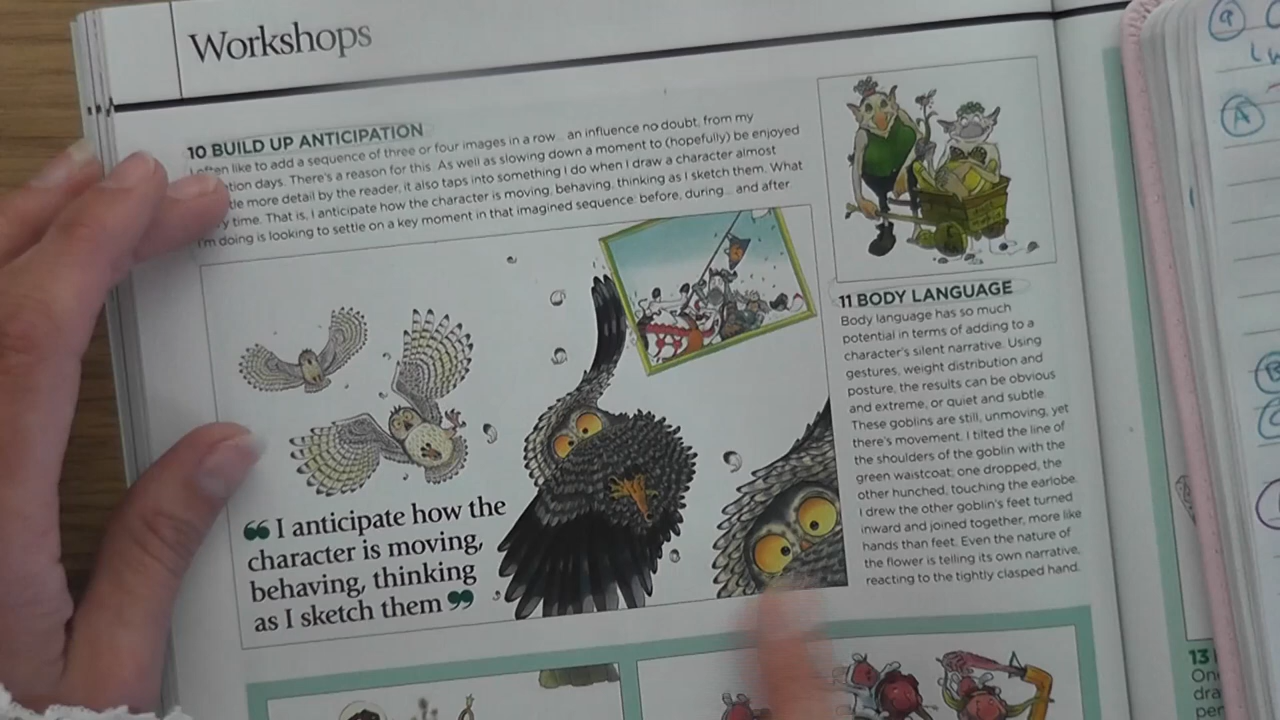 Workshops
10 BUILD UP ANTICIPATION
I often like to add a sequence of three or four images in a row... an influence no doubt, from my
tion days. There's a reason for this. As well as slowing down a moment to (hopefully) be enjoyed
tle more detail by the reader, it also taps into something I do when I draw a character almost
y time. That is, I anticipate how the character is moving, behaving, thinking as I sketch them. What
I'm doing is looking to settle on a key moment in that imagined sequence: before, during... and after.
“ I anticipate how the
character is moving,
behaving, thinking
as I sketch them ”
11 BODY LANGUAGE
Body language has so much
potential in terms of adding to a
character's silent narrative. Using
gestures, weight distribution and
posture, the results can be obvious
and extreme, or quiet and subtle.
These goblins are still, unmoving, yet
there's movement. I tilted the line of
the shoulders of the goblin with the
green waistcoat; one dropped, the
other hunched, touching the earlobe.
I drew the other goblin's feet turned
inward and joined together, more like
hands than feet. Even the nature of
the flower is telling its own narrative,
reacting to the tightly clasped hand.
13
On
dra
per
9
A
B
C